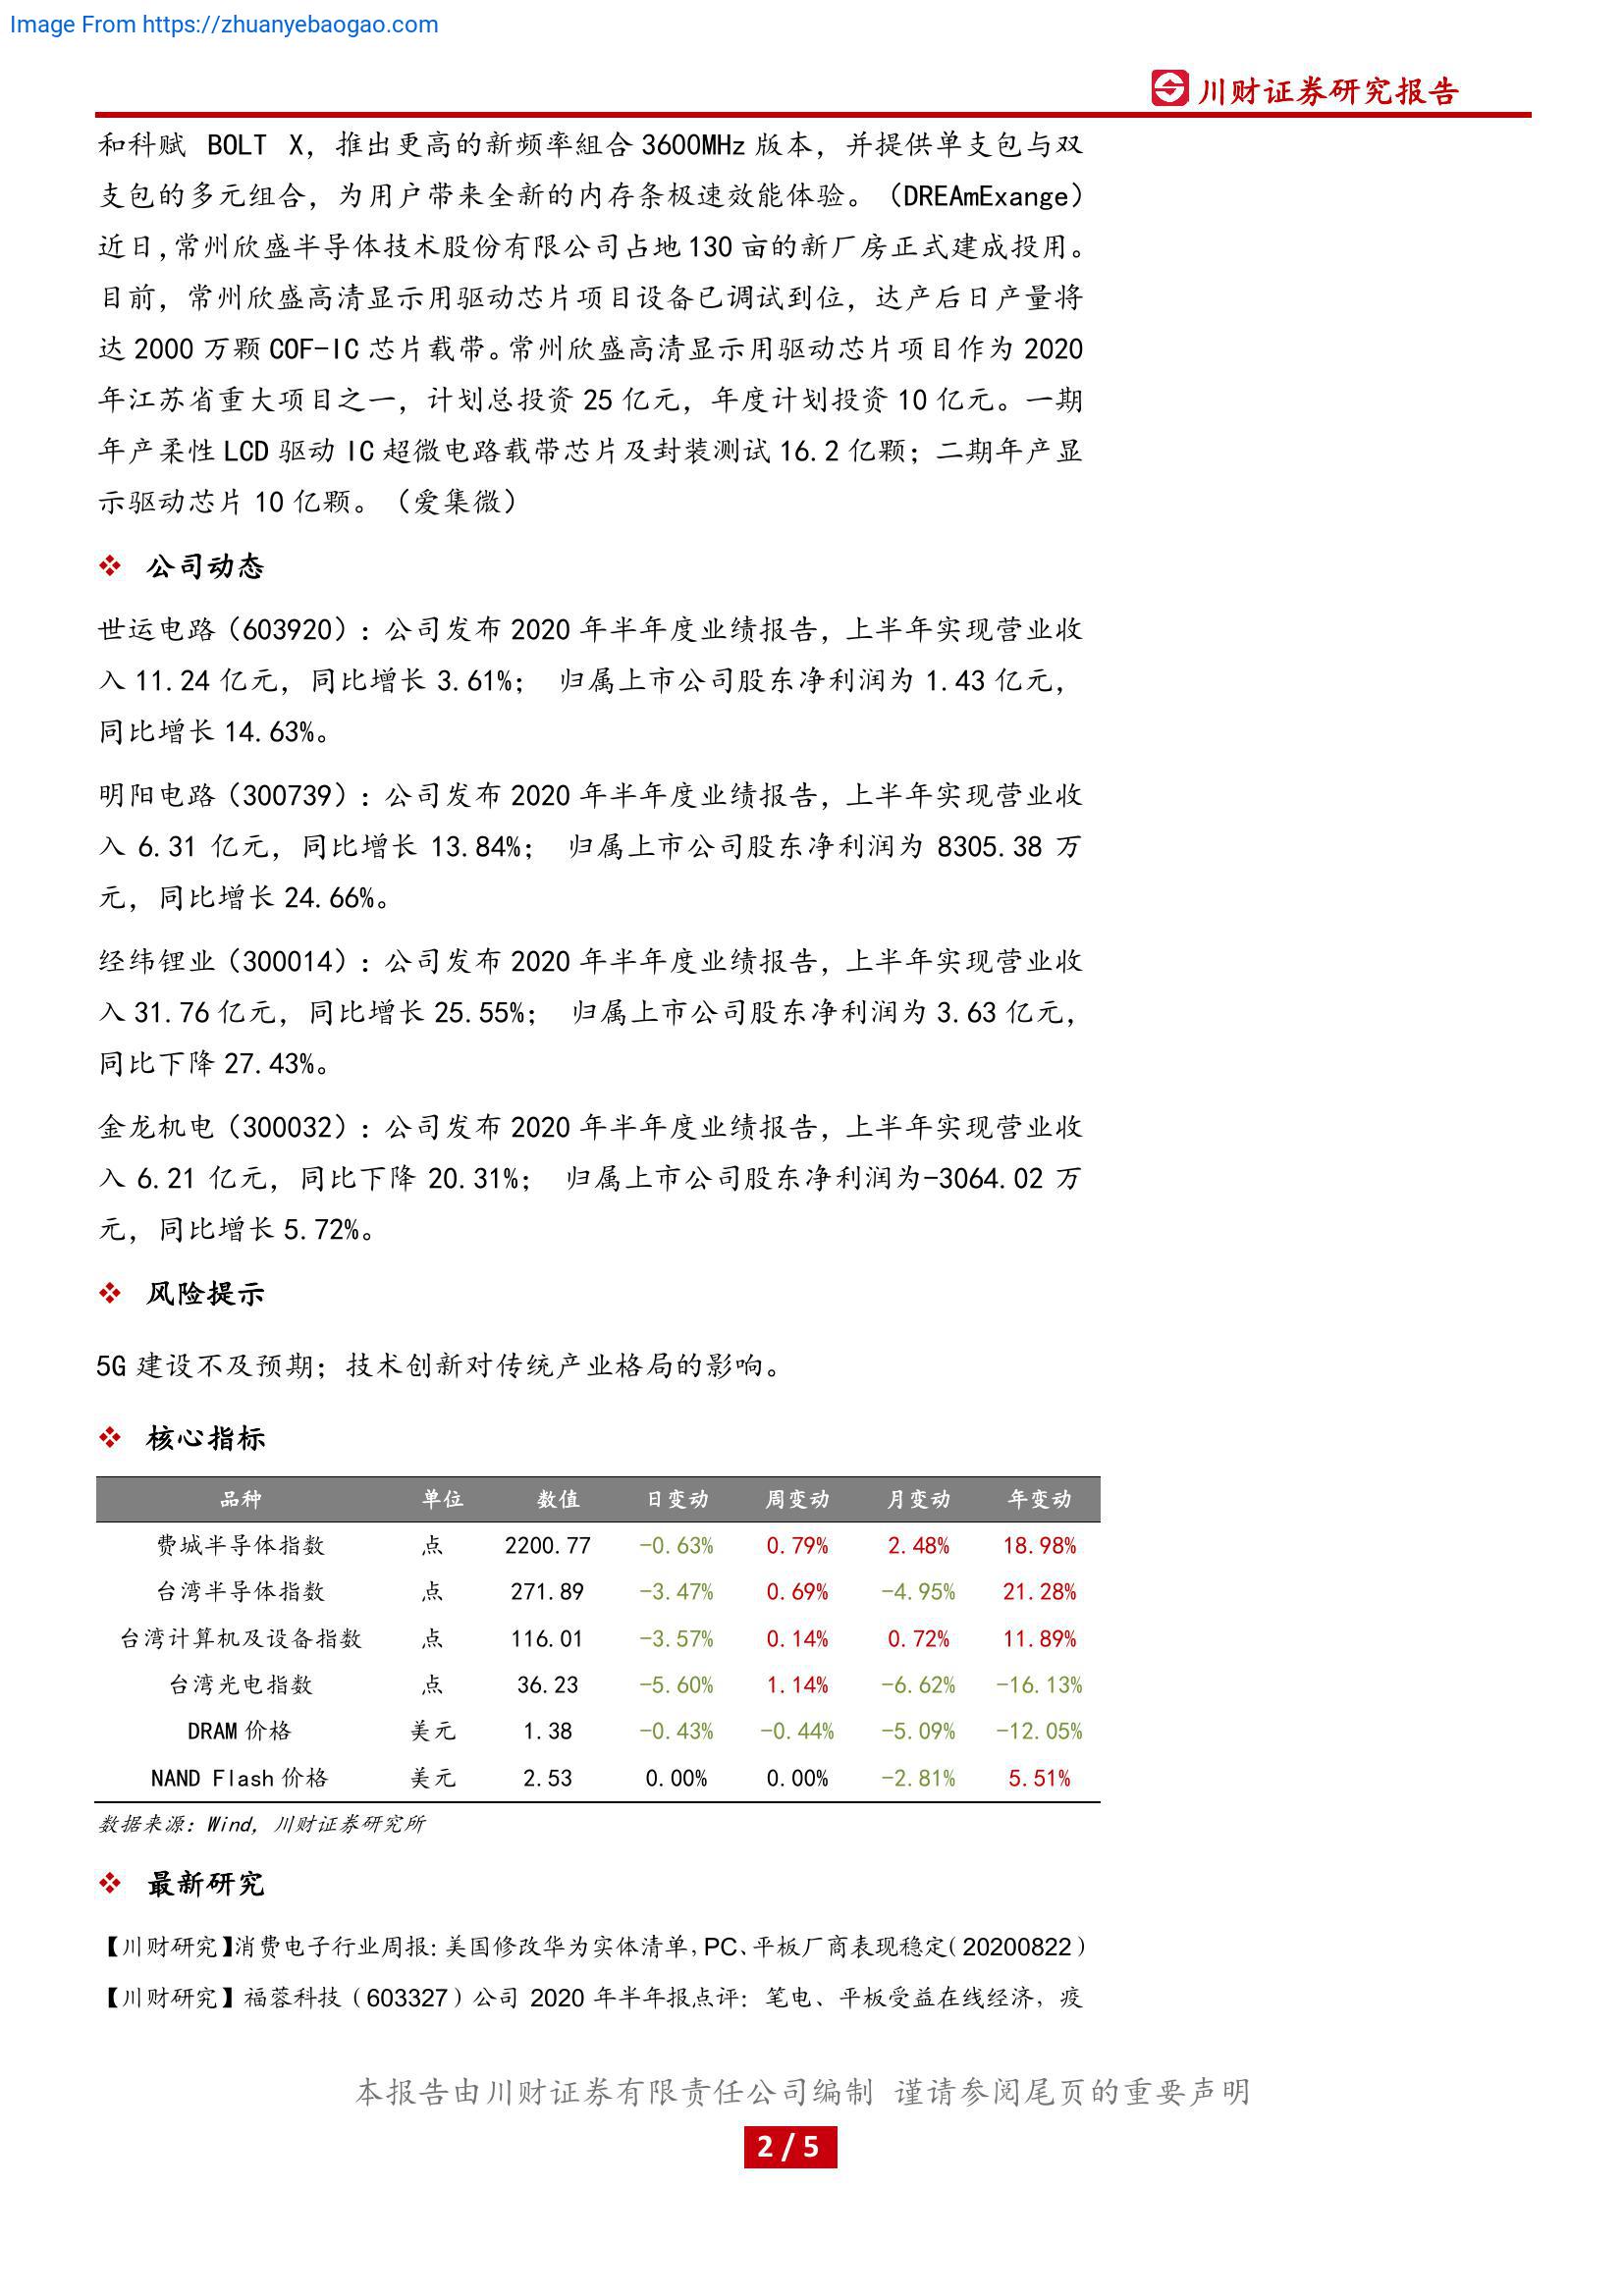 Image From https://zhuanyebaogao.com
川财证券研究报告
和科赋 BOLT X，推出更高的新频率組合 3600MHz 版本，并提供单支包与双
支包的多元组合，为用户带来全新的内存条极速效能体验。（DREAmExange）
近日，常州欣盛半导体技术股份有限公司占地 130 亩的新厂房正式建成投用。
目前，常州欣盛高清显示用驱动芯片项目设备已调试到位，达产后日产量将
达 2000 万颗 COF-IC 芯片载带。常州欣盛高清显示用驱动芯片项目作为 2020
年江苏省重大项目之一，计划总投资 25 亿元，年度计划投资 10 亿元。一期
年产柔性 LCD 驱动 IC 超微电路载带芯片及封装测试 16.2 亿颗；二期年产显
示驱动芯片 10 亿颗。（爱集微）
❖ 公司动态
世运电路（603920）：公司发布 2020 年半年度业绩报告，上半年实现营业收
入 11.24 亿元，同比增长 3.61%； 归属上市公司股东净利润为 1.43 亿元，
同比增长 14.63%。
明阳电路（300739）：公司发布 2020 年半年度业绩报告，上半年实现营业收
入 6.31 亿元，同比增长 13.84%； 归属上市公司股东净利润为 8305.38 万
元，同比增长 24.66%。
经纬锂业（300014）：公司发布 2020 年半年度业绩报告，上半年实现营业收
入 31.76 亿元，同比增长 25.55%； 归属上市公司股东净利润为 3.63 亿元，
同比下降 27.43%。
金龙机电（300032）：公司发布 2020 年半年度业绩报告，上半年实现营业收
入 6.21 亿元，同比下降 20.31%； 归属上市公司股东净利润为-3064.02 万
元，同比增长 5.72%。
❖ 风险提示
5G 建设不及预期；技术创新对传统产业格局的影响。
❖ 核心指标
品种 单位 数值 日变动 周变动 月变动 年变动
费城半导体指数 点 2200.77 -0.63% 0.79% 2.48% 18.98%
台湾半导体指数 点 271.89 -3.47% 0.69% -4.95% 21.28%
台湾计算机及设备指数 点 116.01 -3.57% 0.14% 0.72% 11.89%
台湾光电指数 点 36.23 -5.60% 1.14% -6.62% -16.13%
DRAM 价格 美元 1.38 -0.43% -0.44% -5.09% -12.05%
NAND Flash 价格 美元 2.53 0.00% 0.00% -2.81% 5.51%
数据来源：Wind，川财证券研究所
❖ 最新研究
【川财研究】消费电子行业周报：美国修改华为实体清单，PC、平板厂商表现稳定（20200822）
【川财研究】福蓉科技（603327）公司 2020 年半年报点评：笔电、平板受益在线经济，疫
本报告由川财证券有限责任公司编制 谨请参阅尾页的重要声明
2 / 5